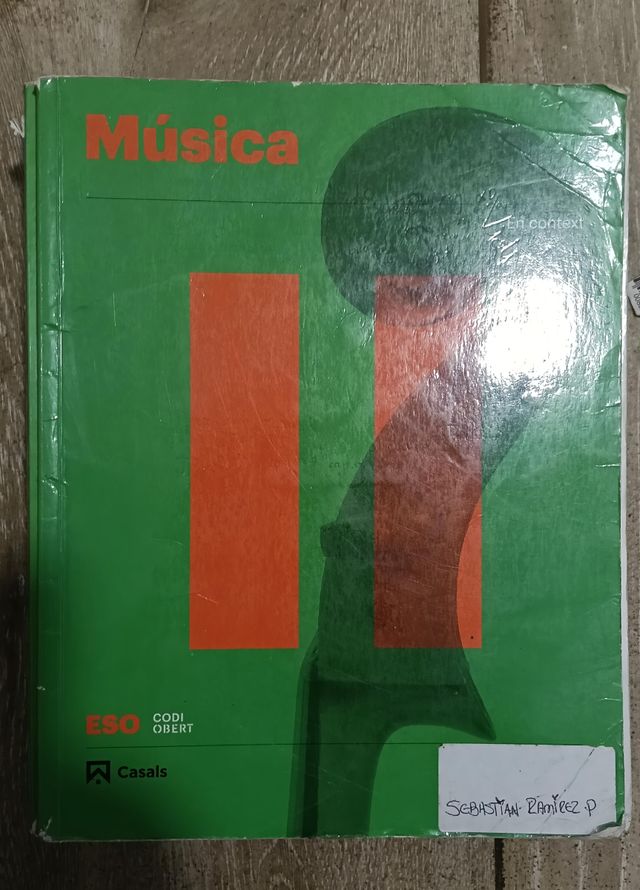 Música
En context
II
ESO
CODI
OBERT
Casals
SEBASTIAN RAMIREZ P